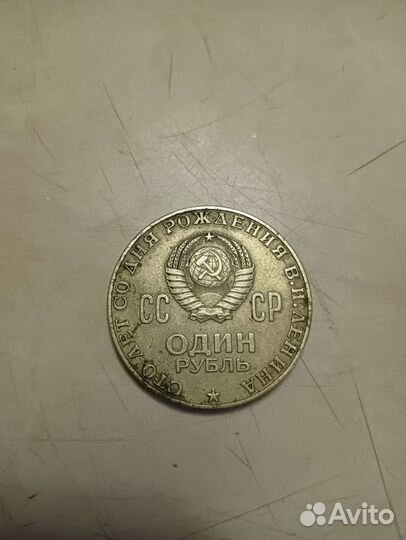 СТО ЛЕТ СО ДНЯ РОЖДЕНИЯ В.И.ЛЕНИНА
СС СР
ОДИН
РУБЛЬ
Avito